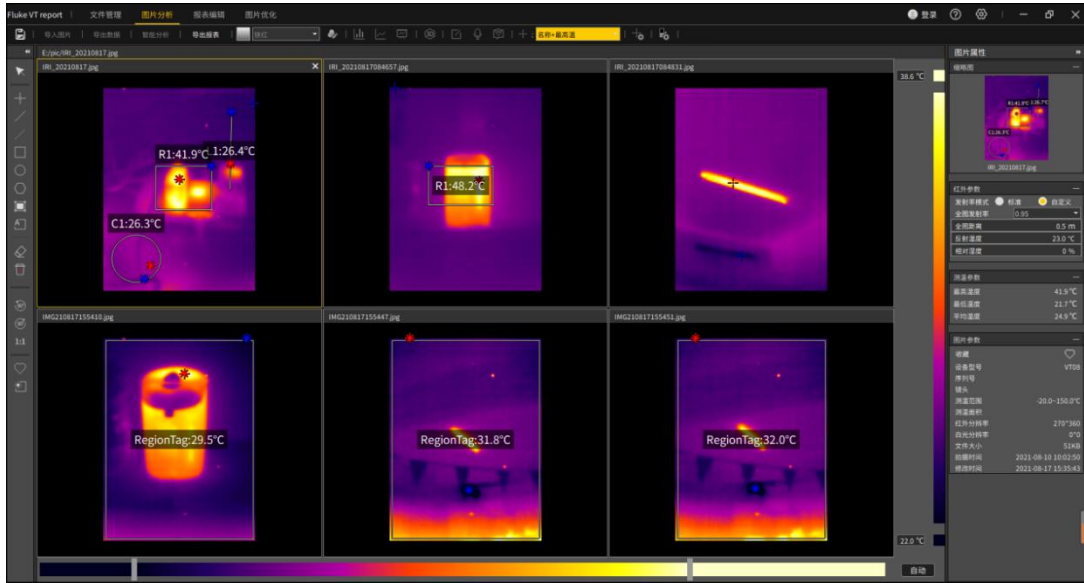 Fluke VT report 文件管理 图片分析 报表编辑 图片优化 登录
导入图片 导出数据 智能分析 导出报表 铁红 名称+最高温
E:/pic/IRI_20210817.jpg
IRI_20210817.jpg
R1:41.9°C
1:26.4°C
C1:26.3°C
IRI_20210817084657.jpg
R1:48.2°C
IRI_20210817084831.jpg
IMG210817155410.jpg
RegionTag:29.5°C
IMG210817155447.jpg
RegionTag:31.8°C
IMG210817155451.jpg
RegionTag:32.0°C
1:1
38.6 °C
22.0 °C
自动
图片属性
缩略图
IRI_20210817.jpg
红外参数
发射率模式 标准 自定义
全图发射率 0.95
全图距离 0.5 m
反射温度 23.0 °C
相对湿度 0 %
测温参数
最高温度 41.9°C
最低温度 21.7°C
平均温度 24.9°C
图片参数
收藏
设备型号 VT08
序列号
镜头
测温范围 -20.0~150.0°C
测温面积
红外分辨率 270*360
白光分辨率 0*0
文件大小 51KB
拍摄时间 2021-08-10 10:02:50
修改时间 2021-08-17 15:35:43